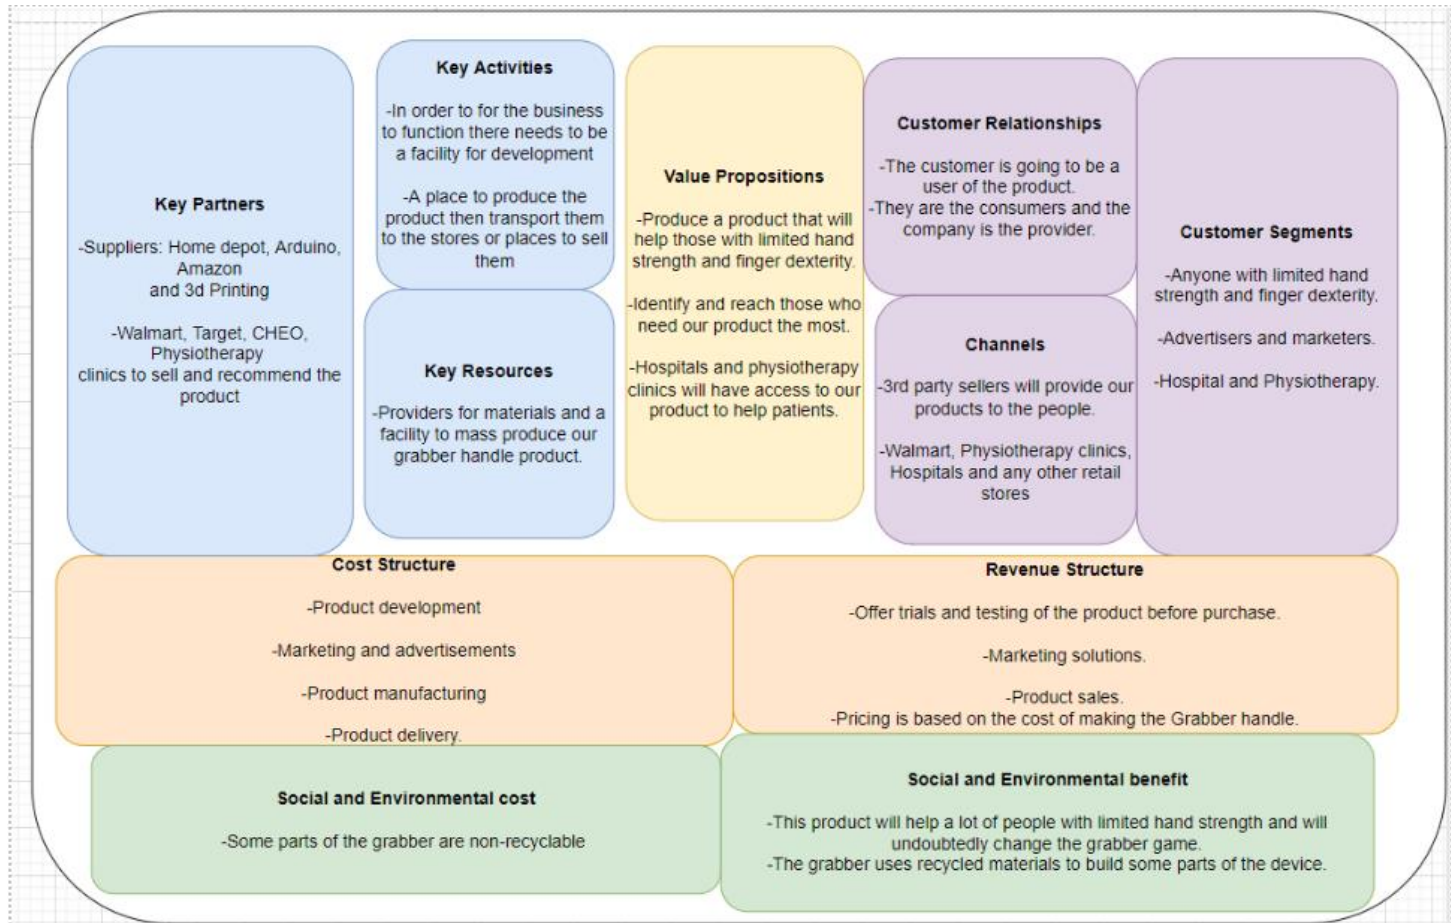 Key Partners
-Suppliers: Home depot, Arduino,
Amazon
and 3d Printing
-Walmart, Target, CHEO,
Physiotherapy
clinics to sell and recommend the
product
Key Activities
-In order to for the business
to function there needs to be
a facility for development
-A place to produce the
product then transport them
to the stores or places to sell
them
Key Resources
-Providers for materials and a
facility to mass produce our
grabber handle product.
Value Propositions
-Produce a product that will
help those with limited hand
strength and finger dexterity.
-Identify and reach those who
need our product the most.
-Hospitals and physiotherapy
clinics will have access to our
product to help patients.
Customer Relationships
-The customer is going to be a
user of the product.
-They are the consumers and the
company is the provider.
Channels
-3rd party sellers will provide our
products to the people.
-Walmart, Physiotherapy clinics,
Hospitals and any other retail
stores
Customer Segments
-Anyone with limited hand
strength and finger dexterity.
-Advertisers and marketers.
-Hospital and Physiotherapy.
Cost Structure
-Product development
-Marketing and advertisements
-Product manufacturing
-Product delivery.
Revenue Structure
-Offer trials and testing of the product before purchase.
-Marketing solutions.
-Product sales.
-Pricing is based on the cost of making the Grabber handle.
Social and Environmental cost
-Some parts of the grabber are non-recyclable
Social and Environmental benefit
-This product will help a lot of people with limited hand strength and will
undoubtedly change the grabber game.
-The grabber uses recycled materials to build some parts of the device.